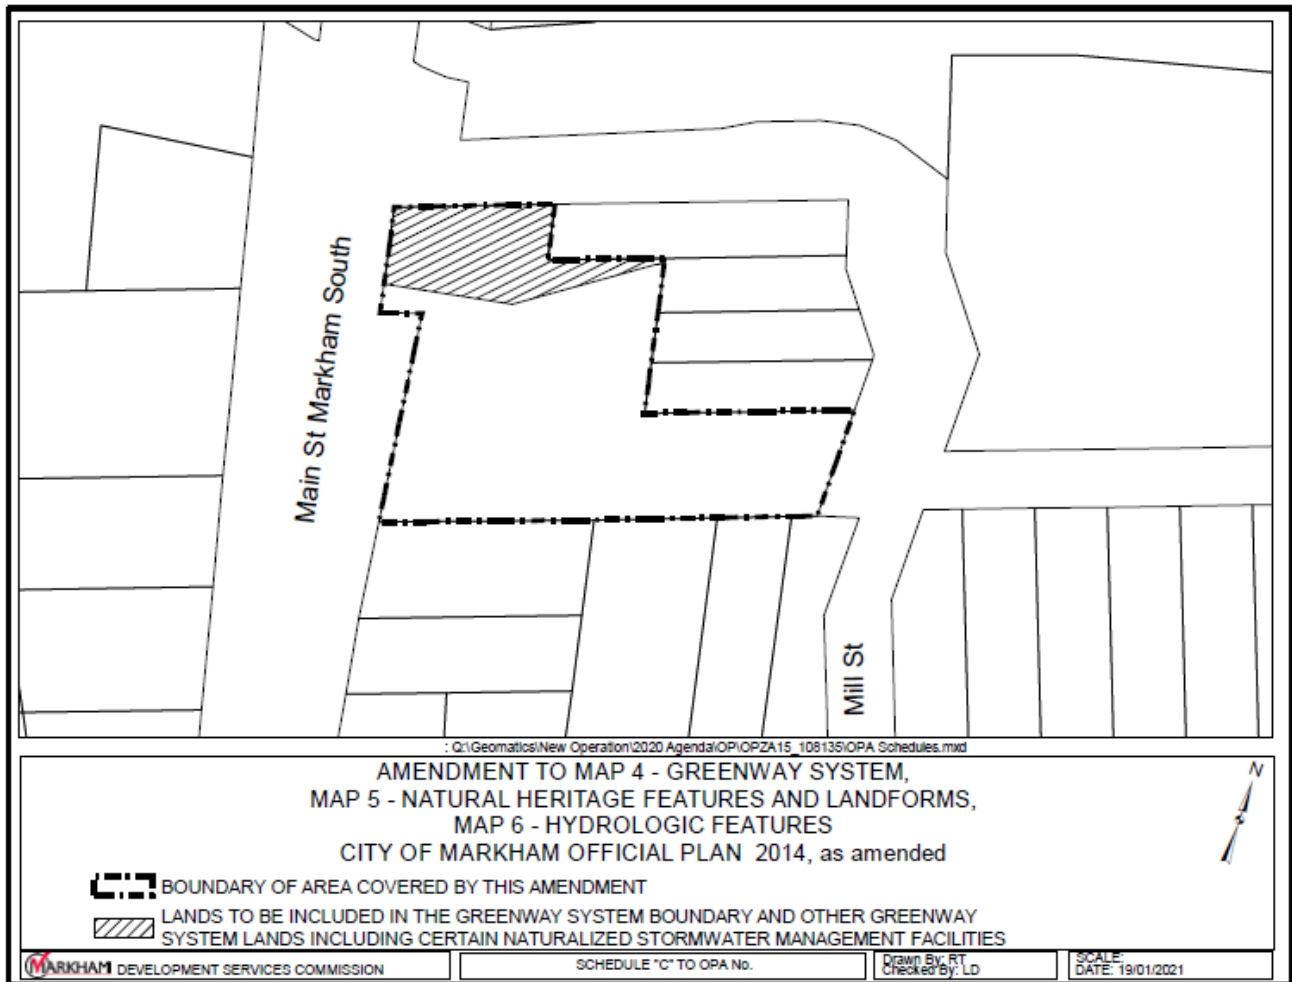 Main St Markham South
Mill St
: Q:\Geomatics\New Operation\2020 Agenda\OP\OPZA15_108135\OPA Schedules.mxd
AMENDMENT TO MAP 4 - GREENWAY SYSTEM,
MAP 5 - NATURAL HERITAGE FEATURES AND LANDFORMS,
MAP 6 - HYDROLOGIC FEATURES
CITY OF MARKHAM OFFICIAL PLAN 2014, as amended
N
BOUNDARY OF AREA COVERED BY THIS AMENDMENT
LANDS TO BE INCLUDED IN THE GREENWAY SYSTEM BOUNDARY AND OTHER GREENWAY
SYSTEM LANDS INCLUDING CERTAIN NATURALIZED STORMWATER MANAGEMENT FACILITIES
MARKHAM DEVELOPMENT SERVICES COMMISSION
SCHEDULE "C" TO OPA No.
Drawn By: RT
Checked By: LD
SCALE:
DATE: 19/01/2021